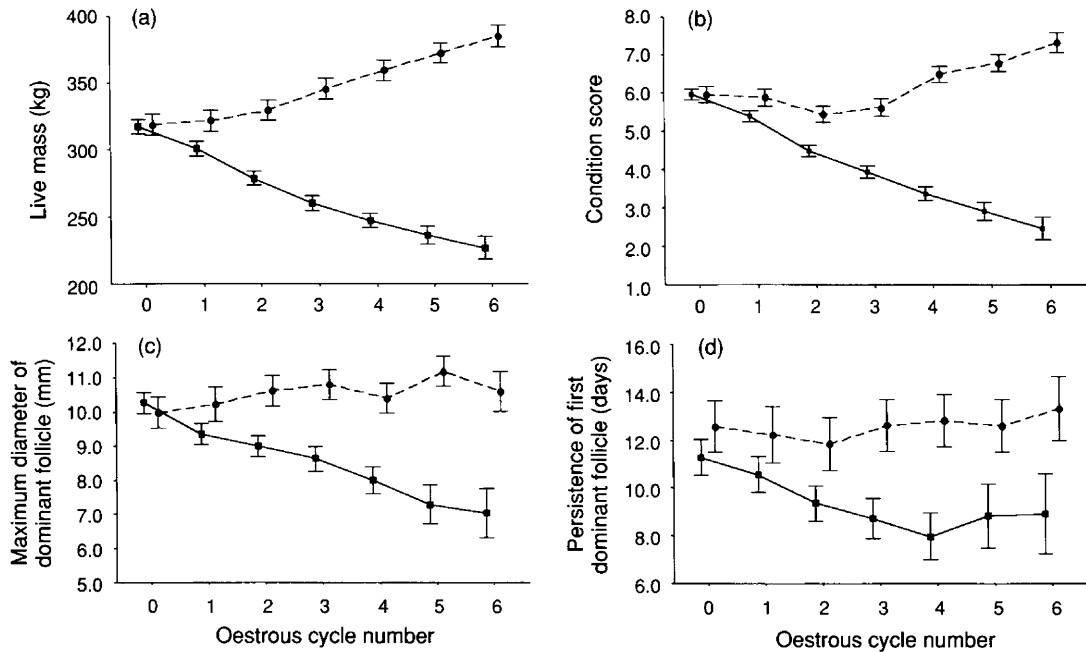 (a)
Live mass (kg)
400
350
300
250
200
0 1 2 3 4 5 6
(b)
Condition score
8.0
7.0
6.0
5.0
4.0
3.0
2.0
1.0
0 1 2 3 4 5 6
(c)
Maximum diameter of
dominant follicle (mm)
12.0
11.0
10.0
9.0
8.0
7.0
6.0
5.0
0 1 2 3 4 5 6
Oestrous cycle number
(d)
Persistence of first
dominant follicle (days)
16.0
14.0
12.0
10.0
8.0
6.0
0 1 2 3 4 5 6
Oestrous cycle number